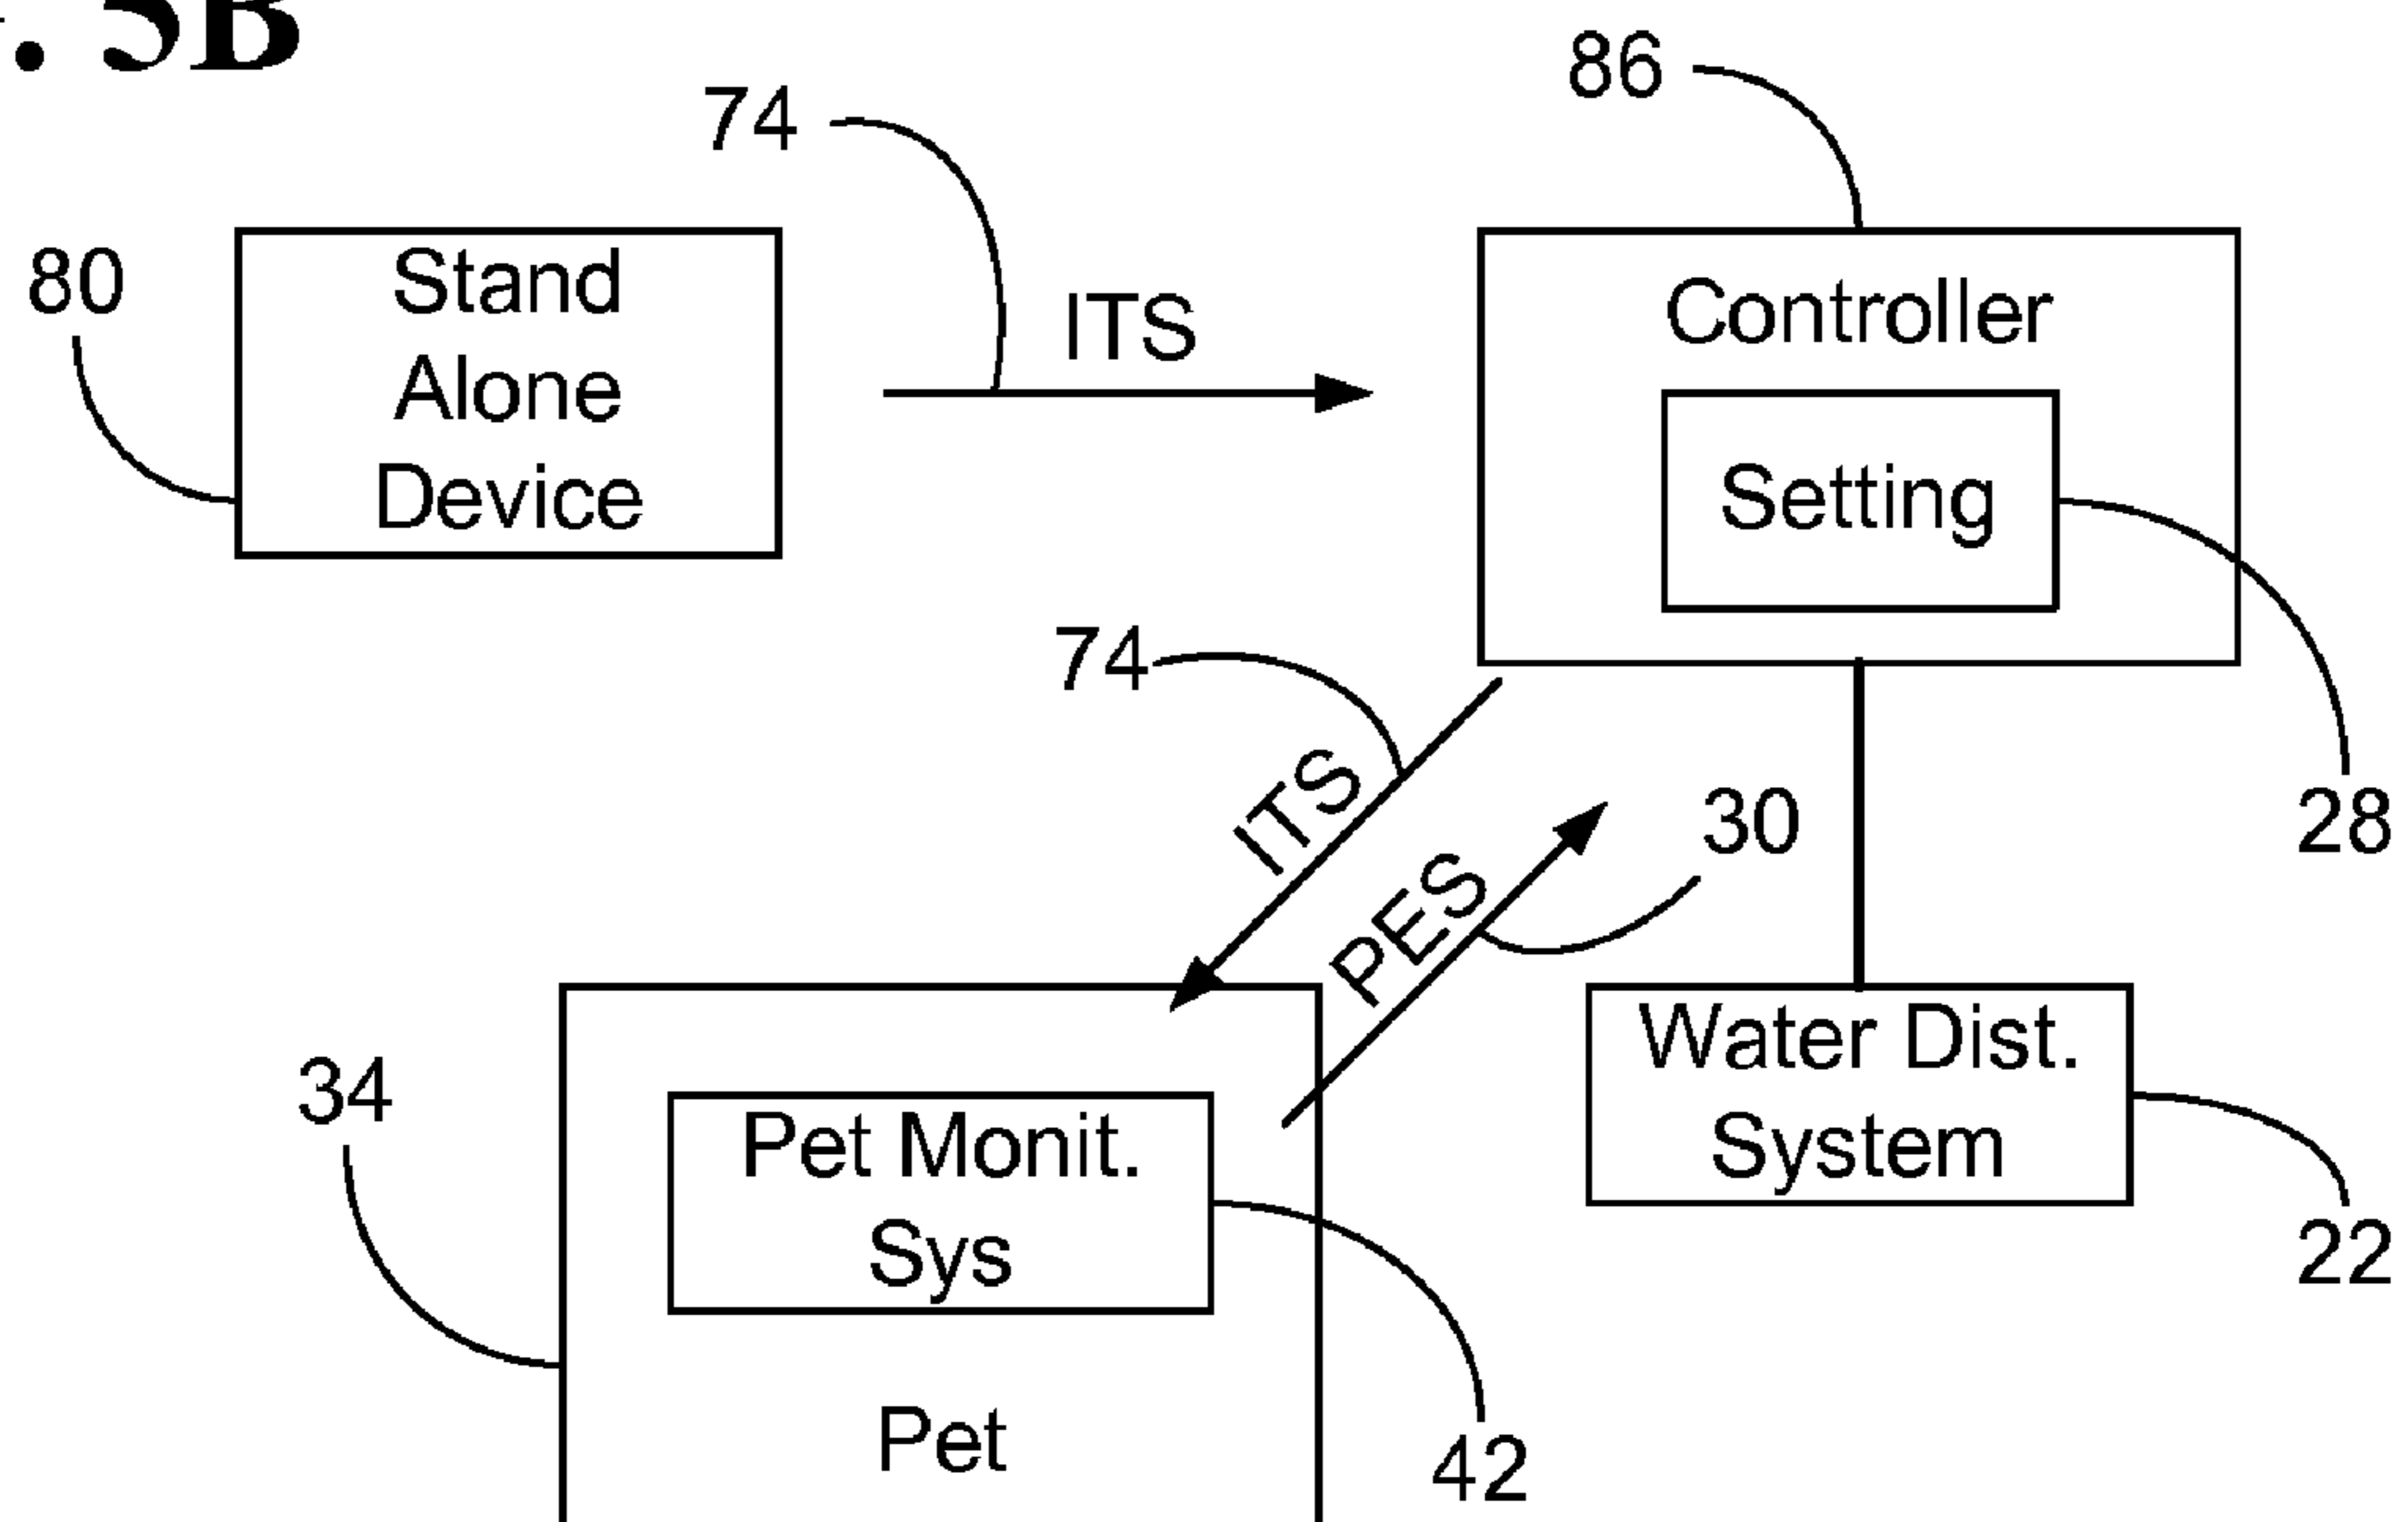 . 5B
86
74
80
Stand
Alone
Device
ITS
Controller
Setting
74
ITS
PES
30
28
34
Pet Monit.
Sys
Pet
42
Water Dist.
System
22